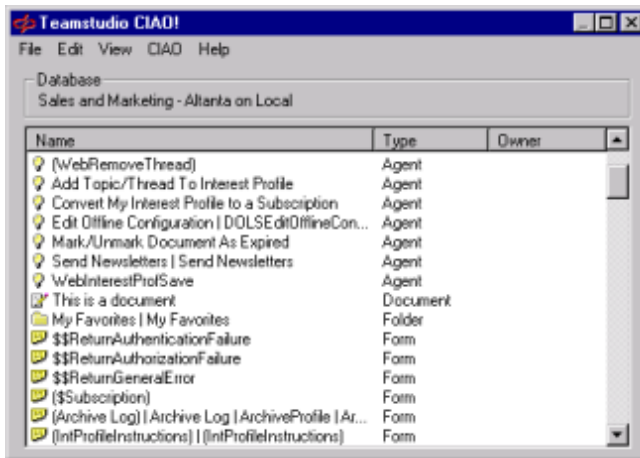 Teamstudio CIAO!
File Edit View CIAO Help
Database
Sales and Marketing - Altanta on Local
Name Type Owner
(WebRemoveThread) Agent
Add Topic/Thread To Interest Profile Agent
Convert My Interest Profile to a Subscription Agent
Edit Offline Configuration | DOLSEditOfflineCon... Agent
Mark/Unmark Document As Expired Agent
Send Newsletters | Send Newsletters Agent
WebInterestProfSave Agent
This is a document Document
My Favorites | My Favorites Folder
$$ReturnAuthenticationFailure Form
$$ReturnAuthorizationFailure Form
$$ReturnGeneralError Form
($Subscription) Form
(Archive Log) | Archive Log | ArchiveProfile | Ar... Form
(IntProfileInstructions) | (IntProfileInstructions) Form